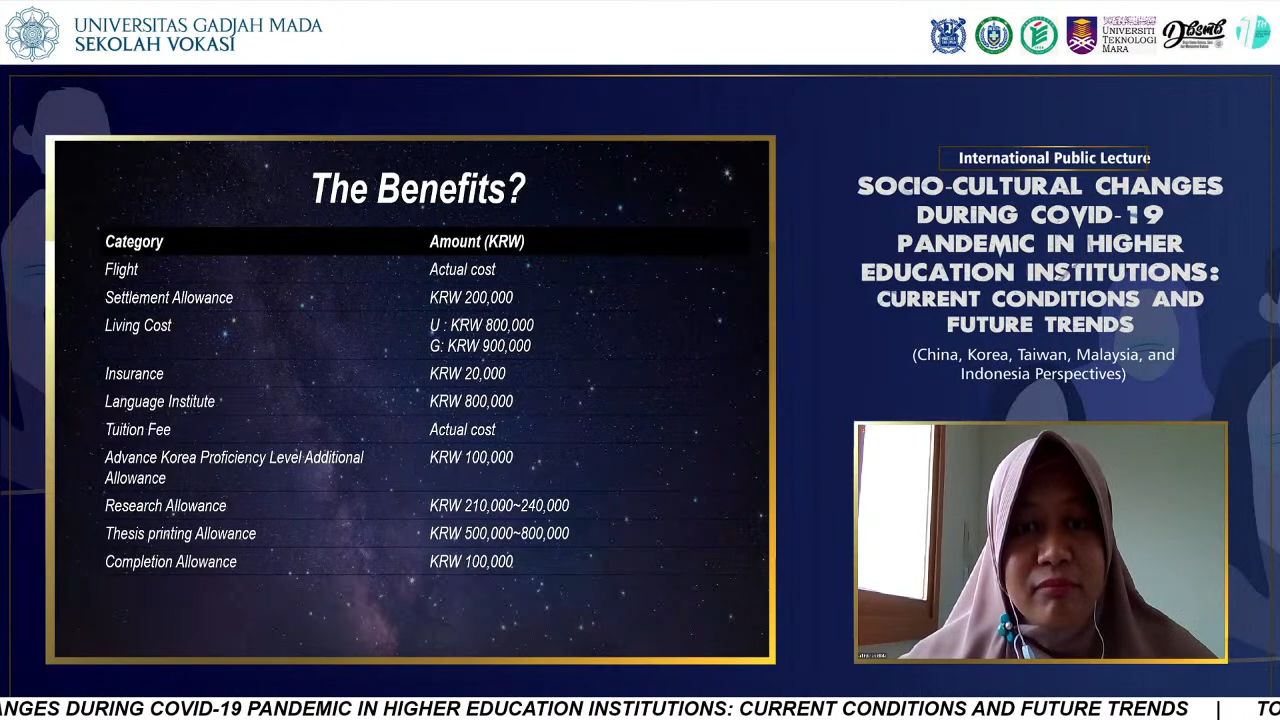 UNIVERSITAS GADJAH MADA
SEKOLAH VOKASI
UNIVERSITI
TEKNOLOGI
MARA
DBSMB
International Public Lecture
SOCIO-CULTURAL CHANGES
DURING COVID-19
PANDEMIC IN HIGHER
EDUCATION INSTITUTIONS:
CURRENT CONDITIONS AND
FUTURE TRENDS
(China, Korea, Taiwan, Malaysia, and
Indonesia Perspectives)
The Benefits?
Category Amount (KRW)
Flight Actual cost
Settlement Allowance KRW 200,000
Living Cost U : KRW 800,000
G: KRW 900,000
Insurance KRW 20,000
Language Institute KRW 800,000
Tuition Fee Actual cost
Advance Korea Proficiency Level Additional KRW 100,000
Allowance
Research Allowance KRW 210,000~240,000
Thesis printing Allowance KRW 500,000~800,000
Completion Allowance KRW 100,000
ANGES DURING COVID-19 PANDEMIC IN HIGHER EDUCATION INSTITUTIONS: CURRENT CONDITIONS AND FUTURE TRENDS | TO